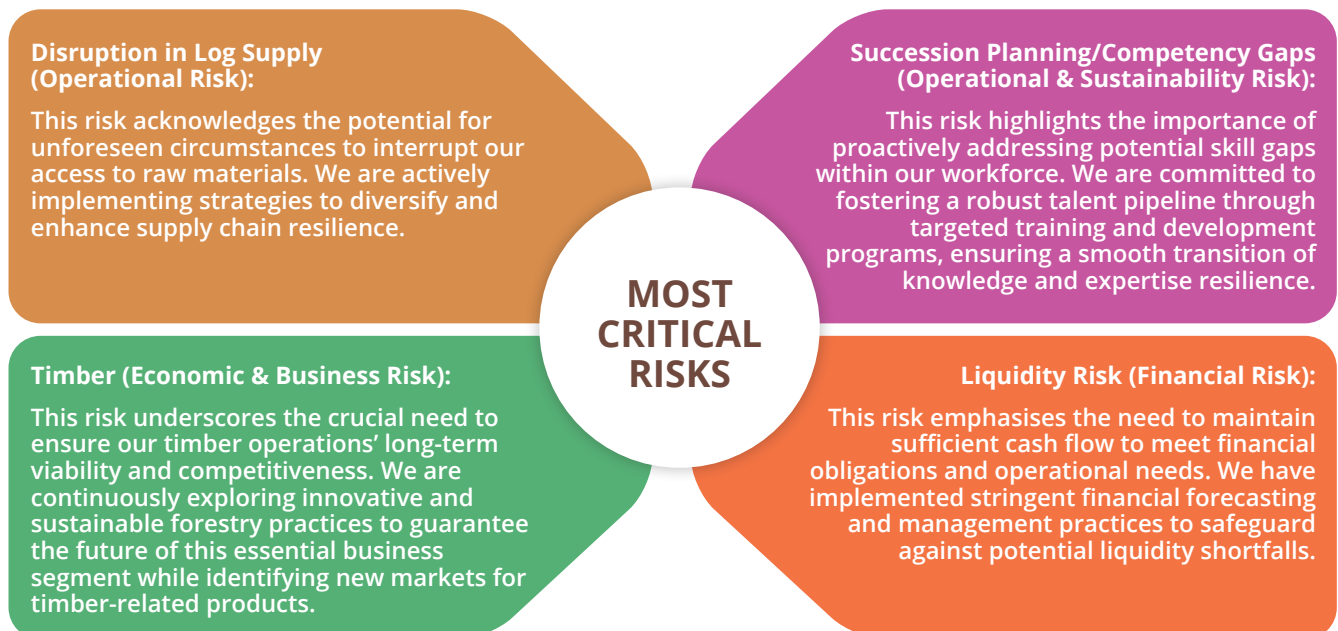 Disruption in Log Supply
(Operational Risk):
This risk acknowledges the potential for
unforeseen circumstances to interrupt our
access to raw materials. We are actively
implementing strategies to diversify and
enhance supply chain resilience.
Succession Planning/Competency Gaps
(Operational & Sustainability Risk):
This risk highlights the importance of
proactively addressing potential skill gaps
within our workforce. We are committed to
fostering a robust talent pipeline through
targeted training and development
programs, ensuring a smooth transition of
knowledge and expertise resilience.
MOST
CRITICAL
RISKS
Timber (Economic & Business Risk):
This risk underscores the crucial need to
ensure our timber operations’ long-term
viability and competitiveness. We are
continuously exploring innovative and
sustainable forestry practices to guarantee
the future of this essential business
segment while identifying new markets for
timber-related products.
Liquidity Risk (Financial Risk):
This risk emphasises the need to maintain
sufficient cash flow to meet financial
obligations and operational needs. We have
implemented stringent financial forecasting
and management practices to safeguard
against potential liquidity shortfalls.